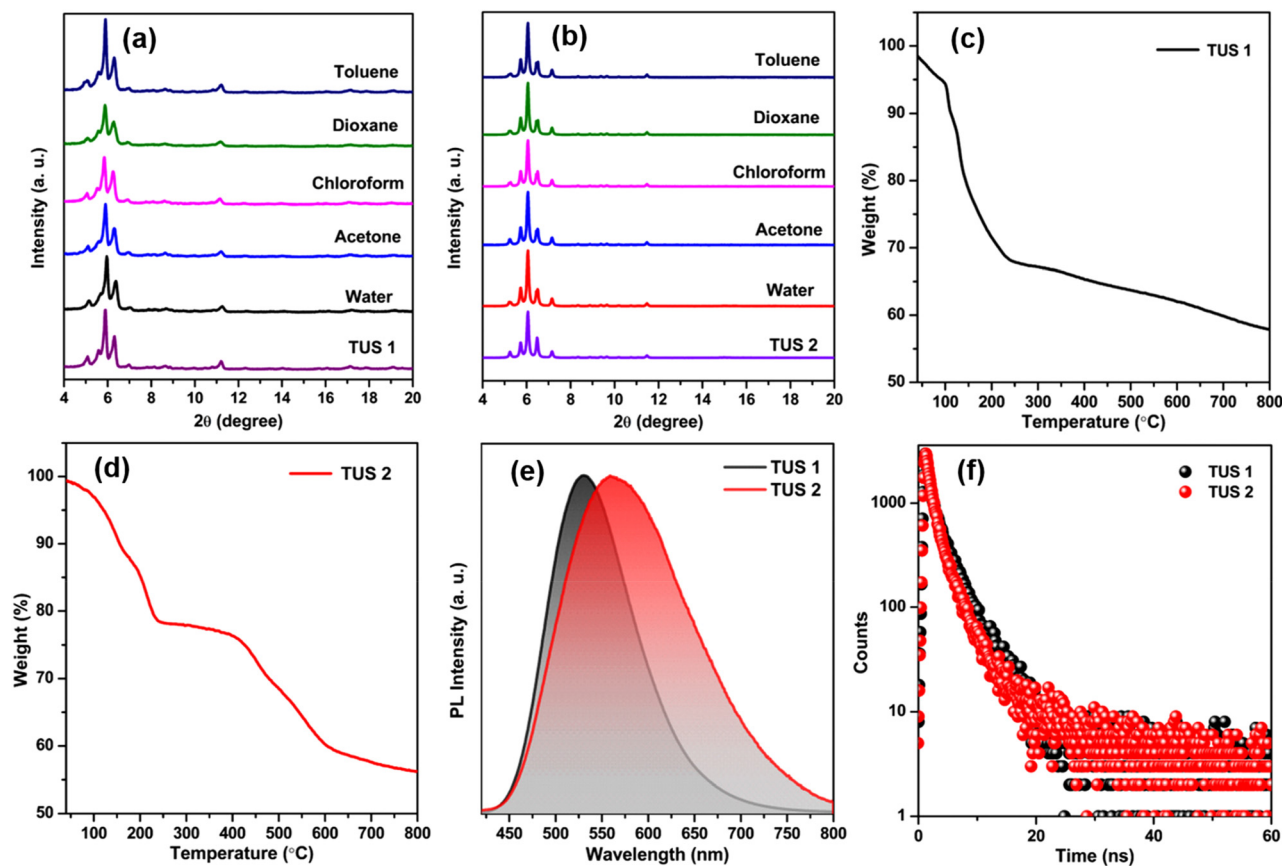 (a)
Toluene
Dioxane
Chloroform
Acetone
Water
TUS 1
Intensity (a. u.)
4 6 8 10 12 14 16 18 20
2θ (degree)
(b)
Toluene
Dioxane
Chloroform
Acetone
Water
TUS 2
Intensity (a. u.)
4 6 8 10 12 14 16 18 20
2θ (degree)
(c)
TUS 1
100
90
80
70
60
50
Weight (%)
100 200 300 400 500 600 700 800
Temperature (°C)
(d)
TUS 2
100
90
80
70
60
50
Weight (%)
100 200 300 400 500 600 700 800
Temperature (°C)
(e)
TUS 1
TUS 2
PL Intensity (a. u.)
450 500 550 600 650 700 750 800
Wavelength (nm)
(f)
TUS 1
TUS 2
1000
100
10
1
Counts
0 20 40 60
Time (ns)